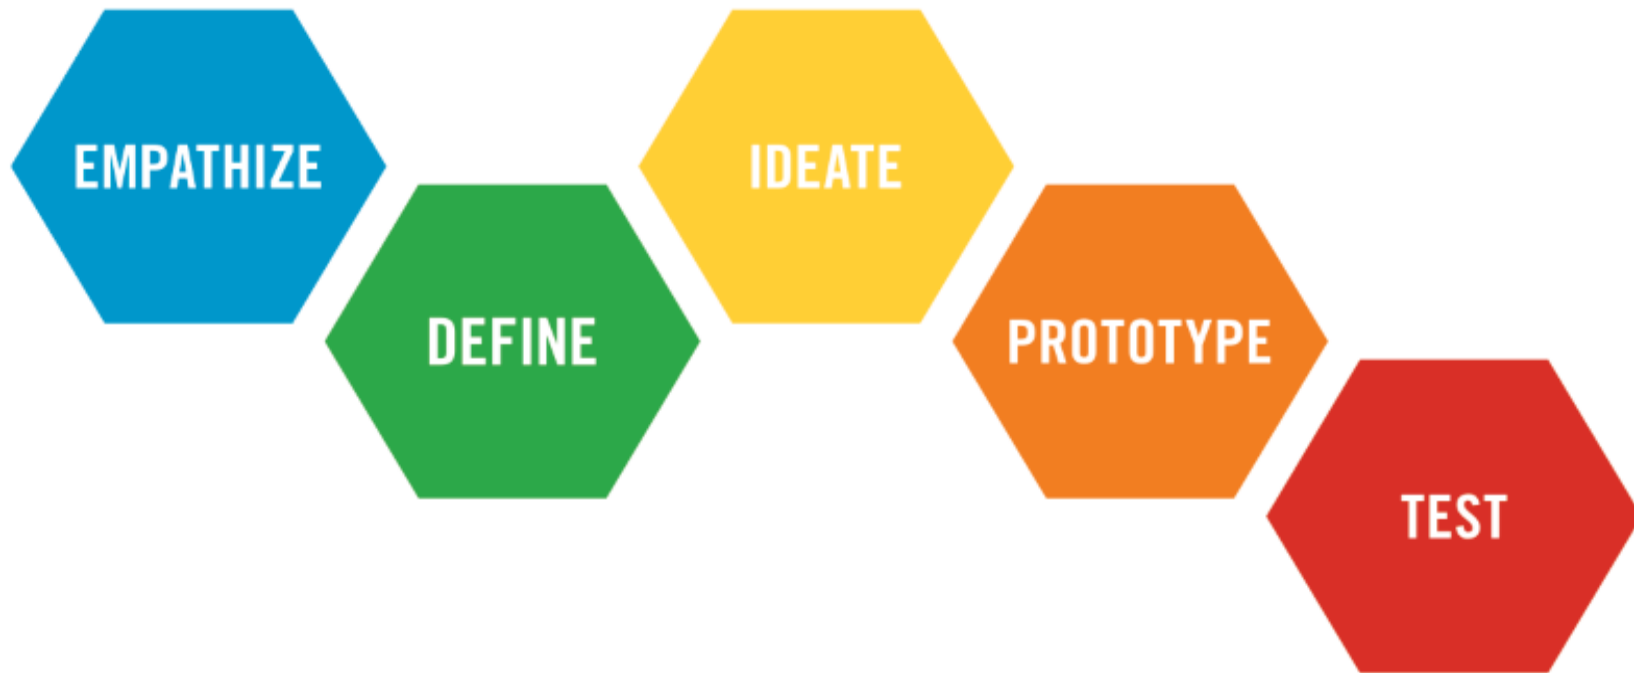 EMPATHIZE
DEFINE
IDEATE
PROTOTYPE
TEST